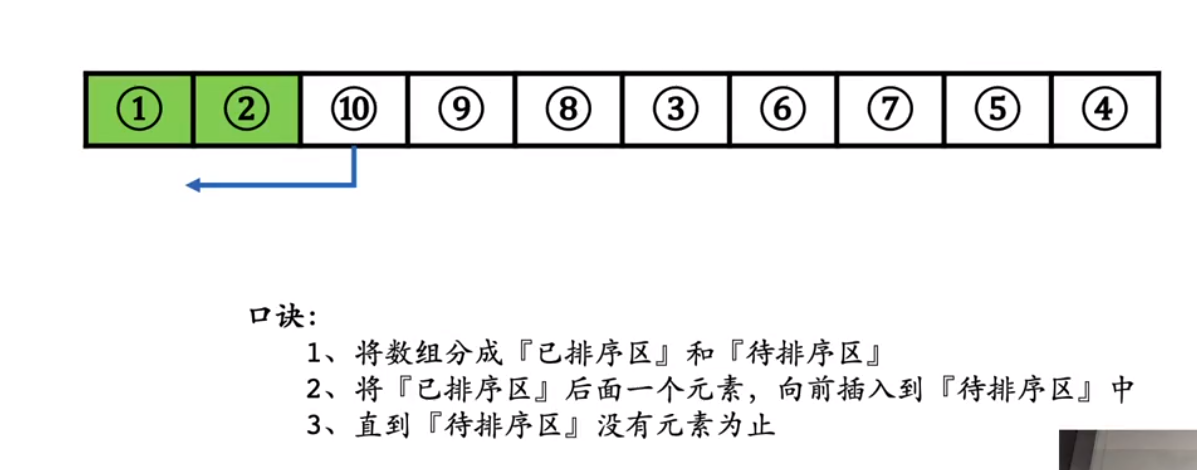 ① ② ⑩ ⑨ ⑧ ③ ⑥ ⑦ ⑤ ④
口诀:
1、将数组分成『已排序区』和『待排序区』
2、将『已排序区』后面一个元素，向前插入到『待排序区』中
3、直到『待排序区』没有元素为止